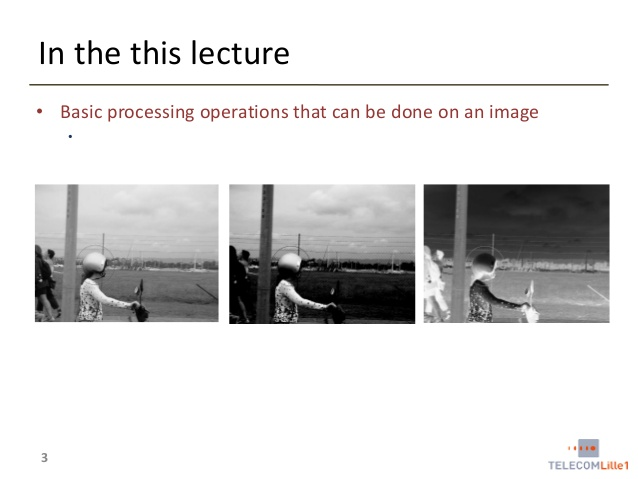 In the this lecture
• Basic processing operations that can be done on an image
•
3
TELECOMLille1